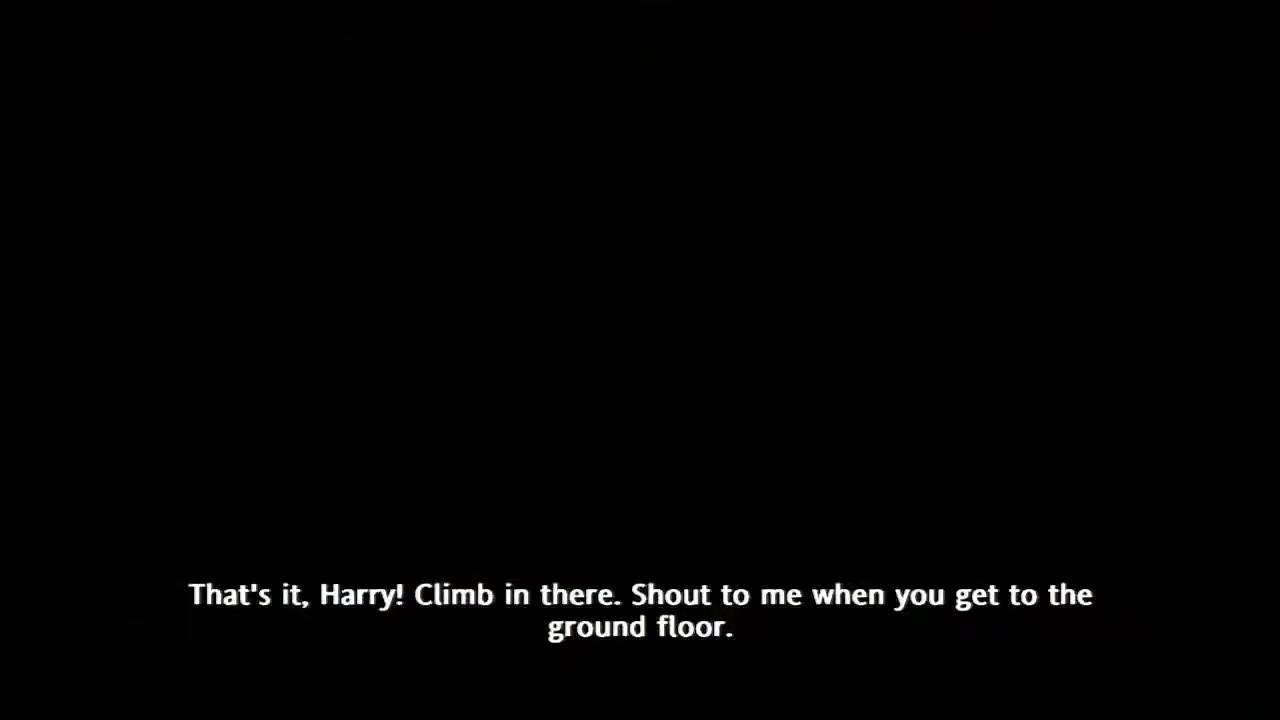 That's it, Harry! Climb in there. Shout to me when you get to the
ground floor.